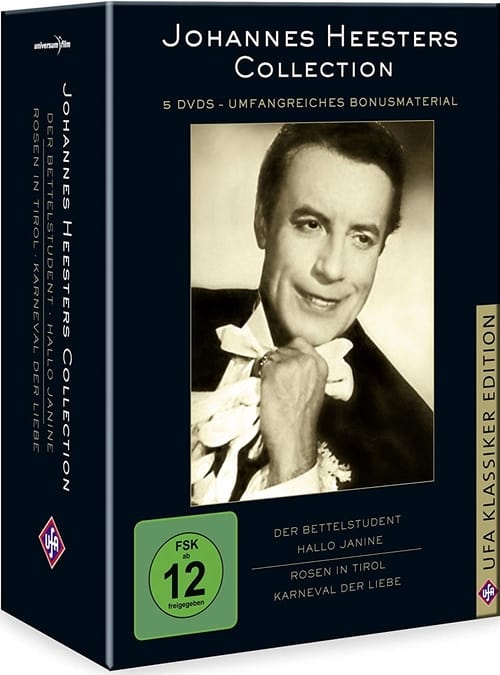 universum film
JOHANNES HEESTERS COLLECTION
DER BETTELSTUDENT · HALLO JANINE
ROSEN IN TIROL · KARNEVAL DER LIEBE
UFA
JOHANNES HEESTERS
COLLECTION
5 DVDS - UMFANGREICHES BONUSMATERIAL
DER BETTELSTUDENT
HALLO JANINE
ROSEN IN TIROL
KARNEVAL DER LIEBE
FSK
ab
12
freigegeben
UFA KLASSIKER EDITION
UFA